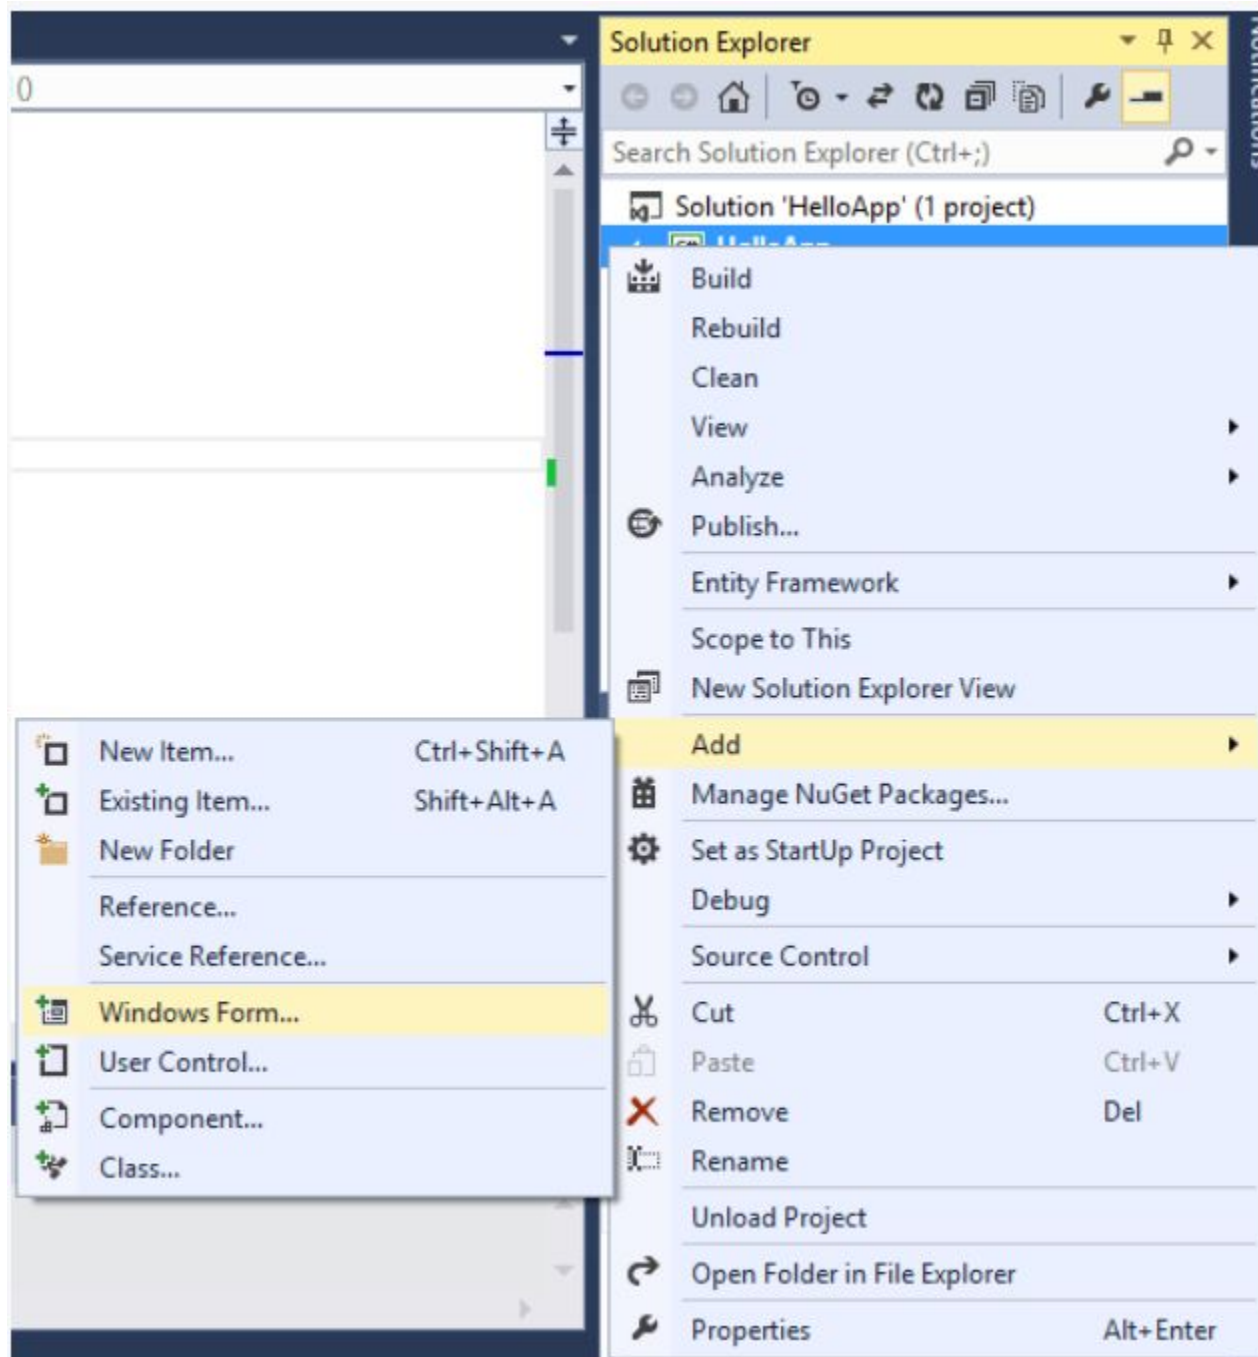 Solution Explorer
()
Search Solution Explorer (Ctrl+;)
Notifications
Solution 'HelloApp' (1 project)
HelloApp
Build
Rebuild
Clean
View
Analyze
Publish...
Entity Framework
Scope to This
New Solution Explorer View
Add
Manage NuGet Packages...
Set as StartUp Project
Debug
Source Control
Cut Ctrl+X
Paste Ctrl+V
Remove Del
Rename
Unload Project
Open Folder in File Explorer
Properties Alt+Enter
New Item... Ctrl+Shift+A
Existing Item... Shift+Alt+A
New Folder
Reference...
Service Reference...
Windows Form...
User Control...
Component...
Class...